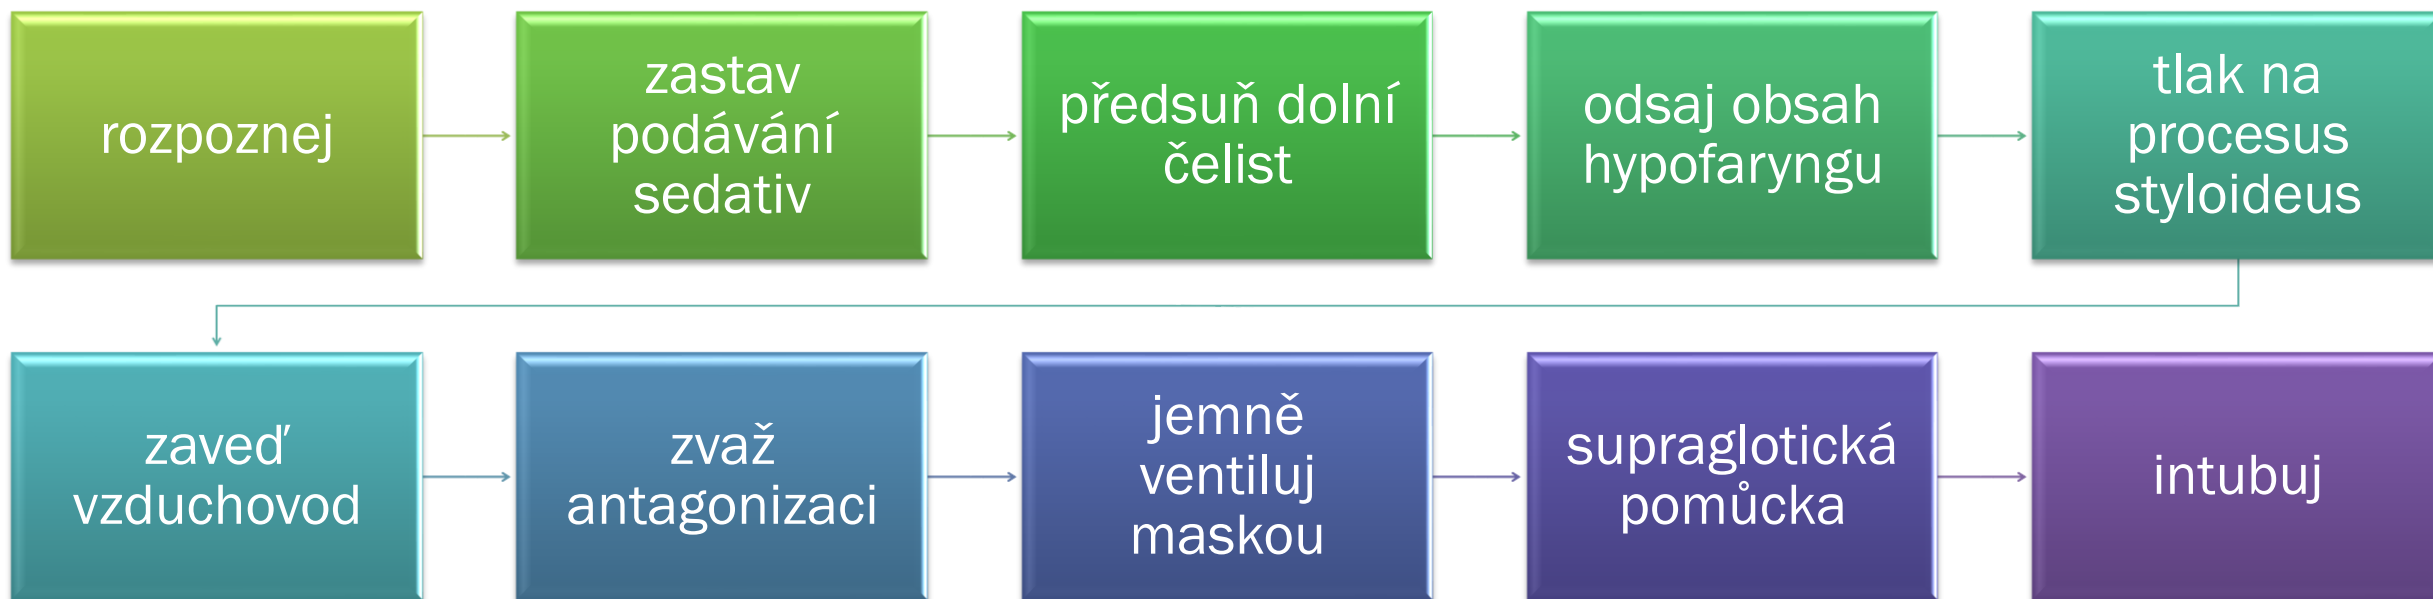 rozpoznej
zastav
podávání
sedativ
předsuň dolní
čelist
odsaj obsah
hypofaryngu
tlak na
procesus
styloideus
zaveď
vzduchovod
zvaž
antagonizaci
jemně
ventiluj
maskou
supraglotická
pomůcka
intubuj